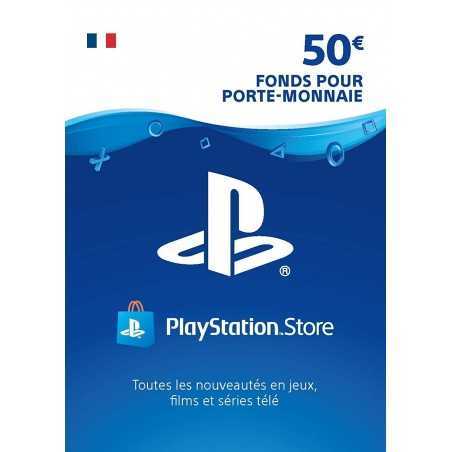 50€
FONDS POUR
PORTE-MONNAIE
®
PlayStation.Store
Toutes les nouveautés en jeux,
films et séries télé